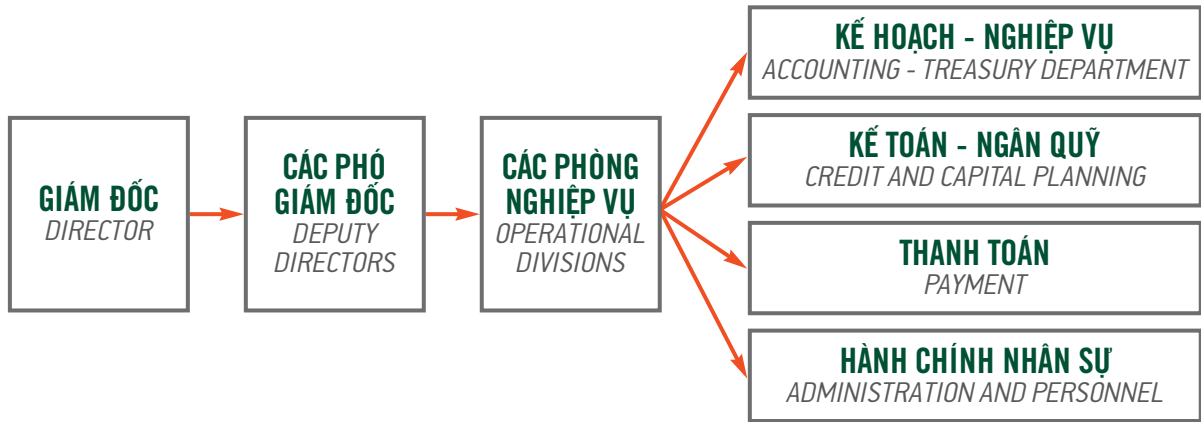 GIÁM ĐỐC
DIRECTOR
CÁC PHÓ
GIÁM ĐỐC
DEPUTY
DIRECTORS
CÁC PHÒNG
NGHIỆP VỤ
OPERATIONAL
DIVISIONS
KẾ HOẠCH - NGHIỆP VỤ
ACCOUNTING - TREASURY DEPARTMENT
KẾ TOÁN - NGÂN QUỸ
CREDIT AND CAPITAL PLANNING
THANH TOÁN
PAYMENT
HÀNH CHÍNH NHÂN SỰ
ADMINISTRATION AND PERSONNEL